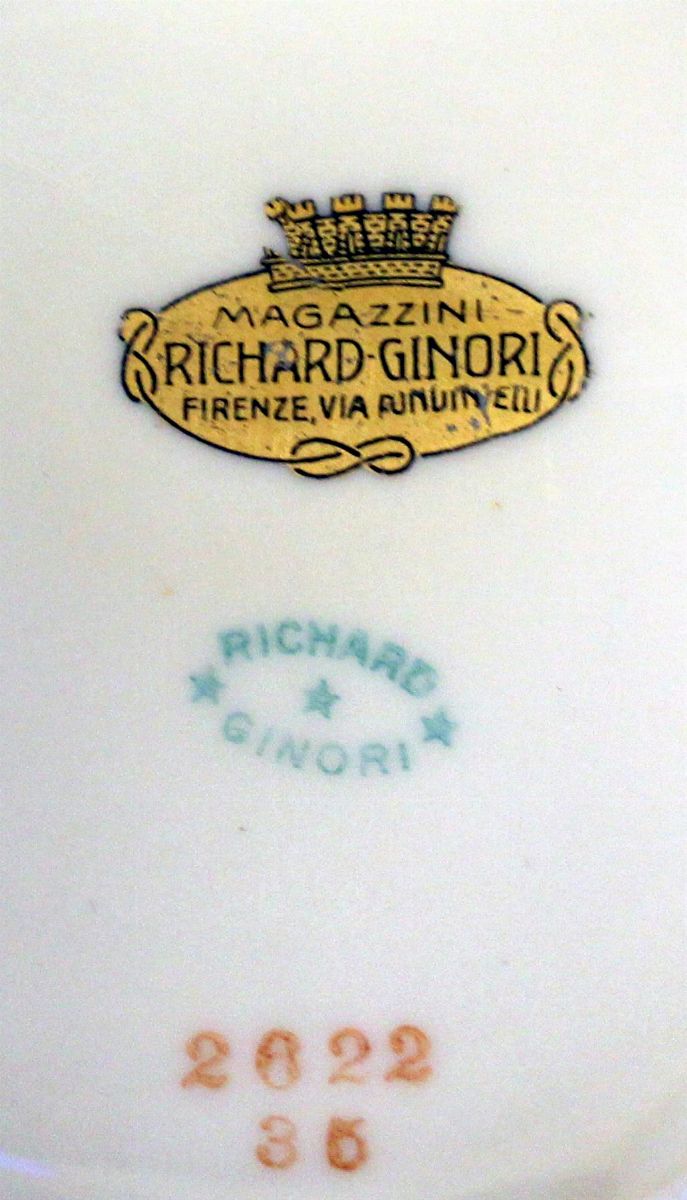 MAGAZZINI
RICHARD-GINORI
FIRENZE, VIA
RICHARD
GINORI
2622
35